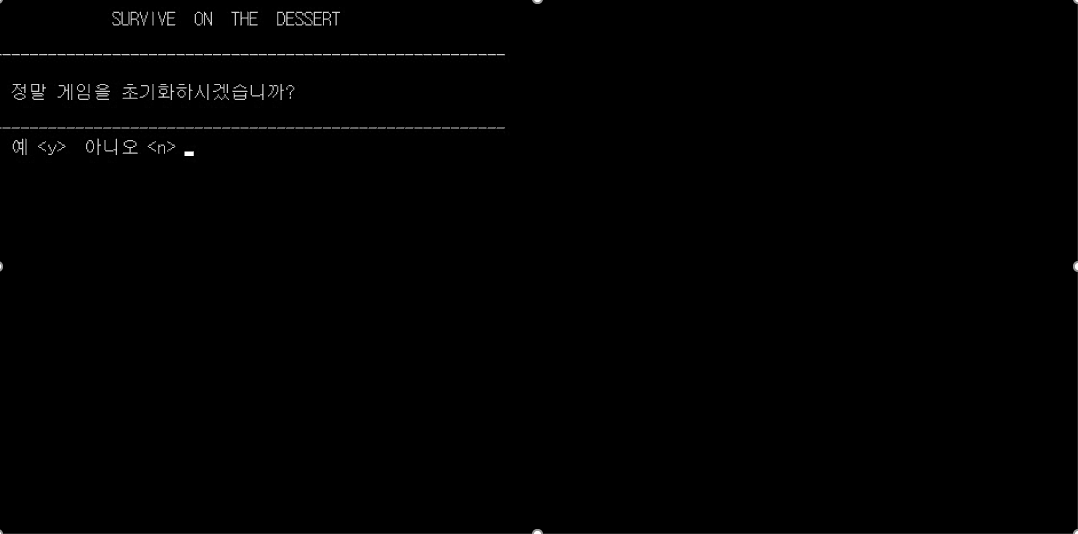 SURVIVE ON THE DESSERT
정말 게임을 초기화하시겠습니까?
예 <y> 아니오 <n>